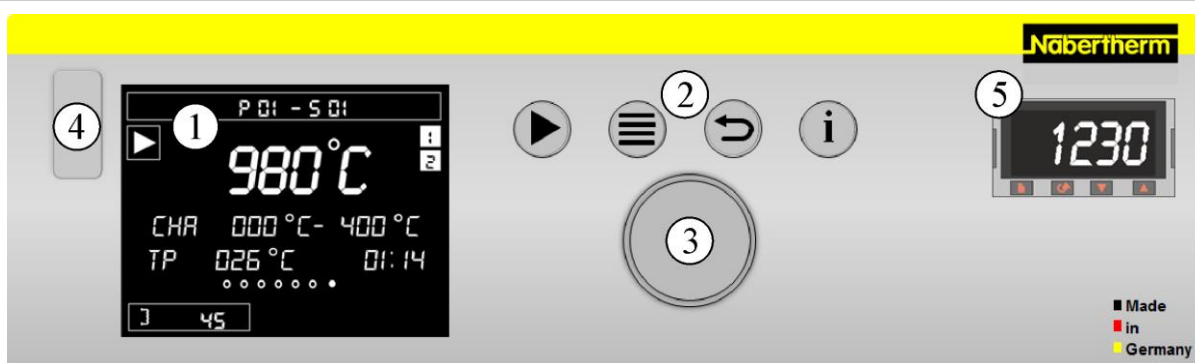 Nabertherm
P01 - S01
980°C
1
2
CHA 000°C- 400°C
TP 026°C 01:14
] 45
1
2
3
4
5
i
1230
Made
in
Germany